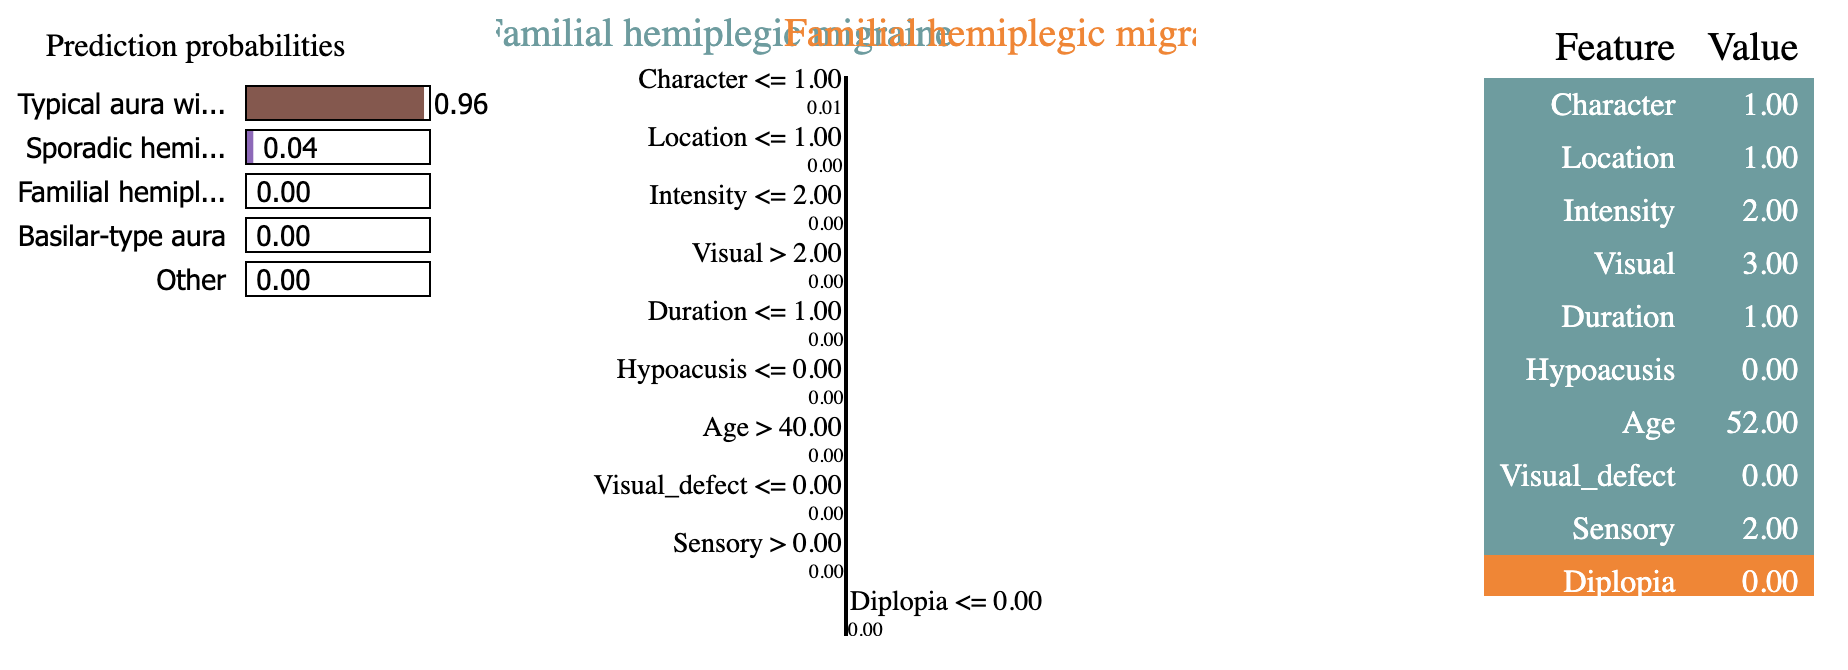 Prediction probabilities
Typical aura wi... 0.96
Sporadic hemi... 0.04
Familial hemipl... 0.00
Basilar-type aura 0.00
Other 0.00
Familial hemiplegic migraine
Familial hemiplegic migra
Character <= 1.00
0.01
Location <= 1.00
0.00
Intensity <= 2.00
0.00
Visual > 2.00
0.00
Duration <= 1.00
0.00
Hypoacusis <= 0.00
0.00
Age > 40.00
0.00
Visual_defect <= 0.00
0.00
Sensory > 0.00
0.00
Diplopia <= 0.00
0.00
Feature Value
Character 1.00
Location 1.00
Intensity 2.00
Visual 3.00
Duration 1.00
Hypoacusis 0.00
Age 52.00
Visual_defect 0.00
Sensory 2.00
Diplopia 0.00